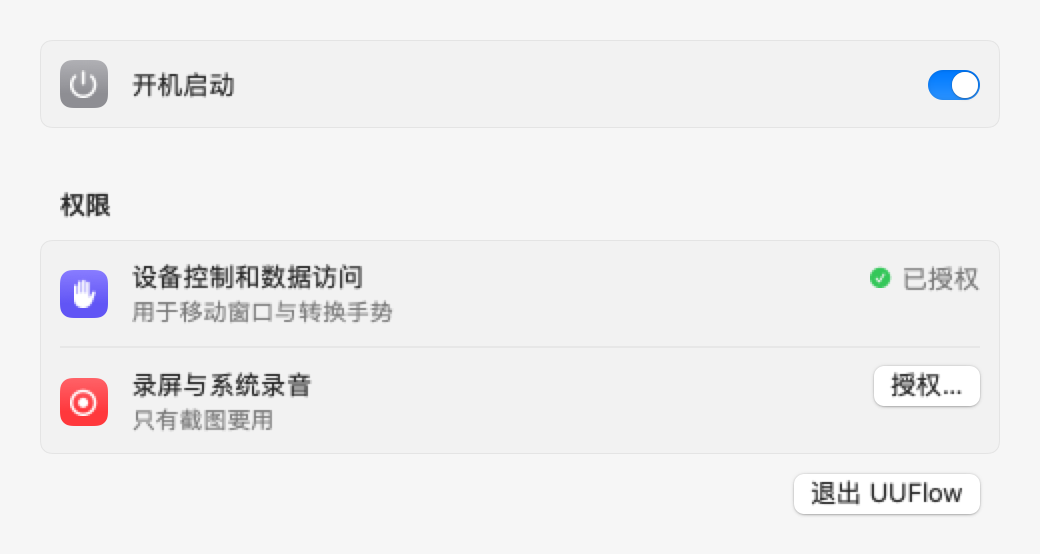 开机启动
权限
设备控制和数据访问
已授权
用于移动窗口与转换手势
录屏与系统录音
授权...
只有截图要用
退出 UUFlow